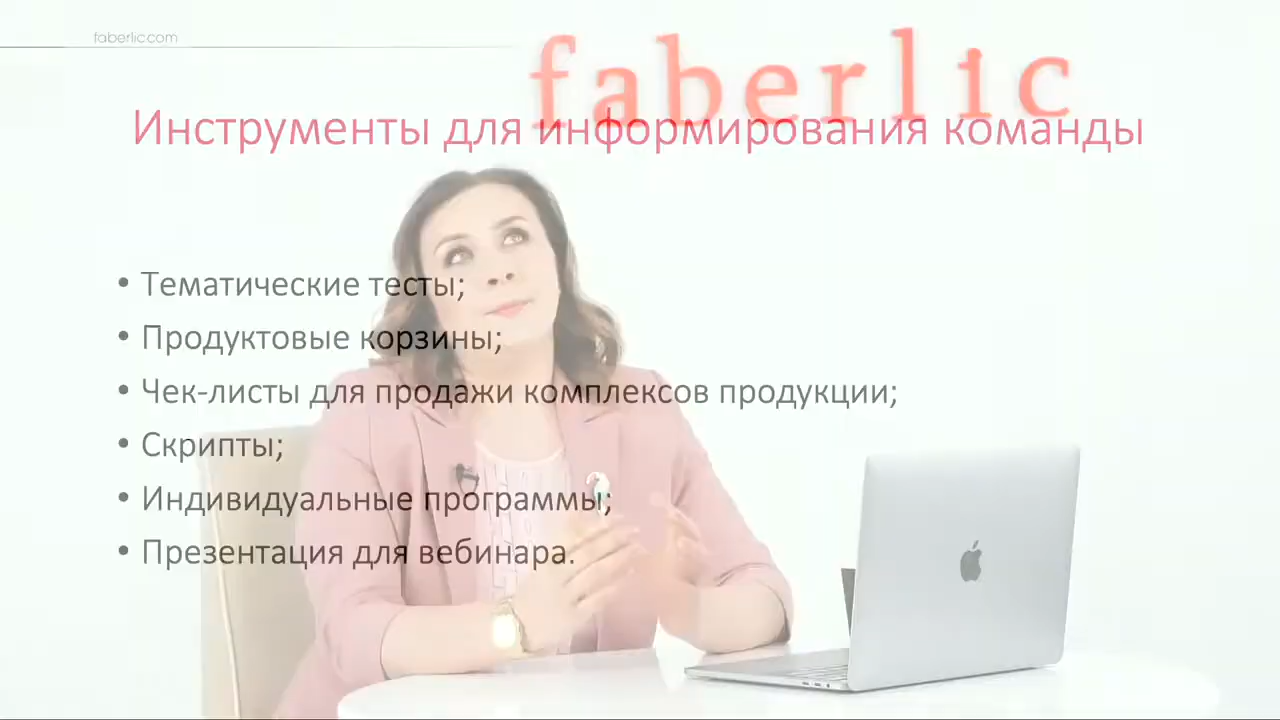 faberlic.com
faberlic
Инструменты для информирования команды
• Тематические тесты;
• Продуктовые корзины;
• Чек-листы для продажи комплексов продукции;
• Скрипты;
• Индивидуальные программы;
• Презентация для вебинара.